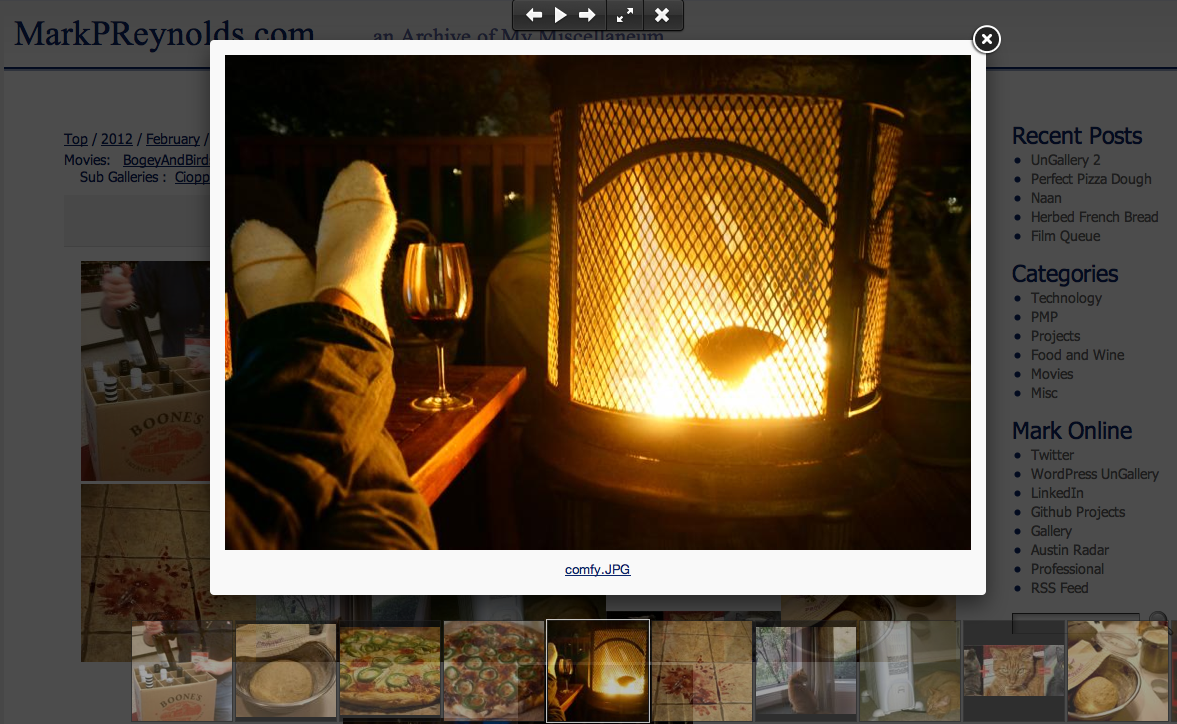 MarkPReynolds.com
an Archive of My Miscellaneum
Top / 2012 / February /
Movies: BogeyAndBird
Sub Galleries : Ciopp
BOONE'S
comfy.JPG
Recent Posts
UnGallery 2
Perfect Pizza Dough
Naan
Herbed French Bread
Film Queue
Categories
Technology
PMP
Projects
Food and Wine
Movies
Misc
Mark Online
Twitter
WordPress UnGallery
LinkedIn
Github Projects
Gallery
Austin Radar
Professional
RSS Feed
BOONE'S